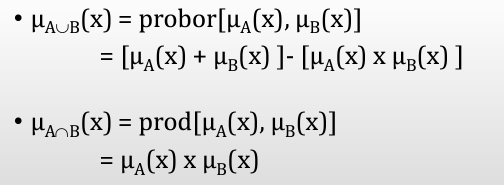 • μA∪B(x) = probor[μA(x), μB(x)]
= [μA(x) + μB(x) ]- [μA(x) x μB(x) ]
• μA∩B(x) = prod[μA(x), μB(x)]
= μA(x) x μB(x)